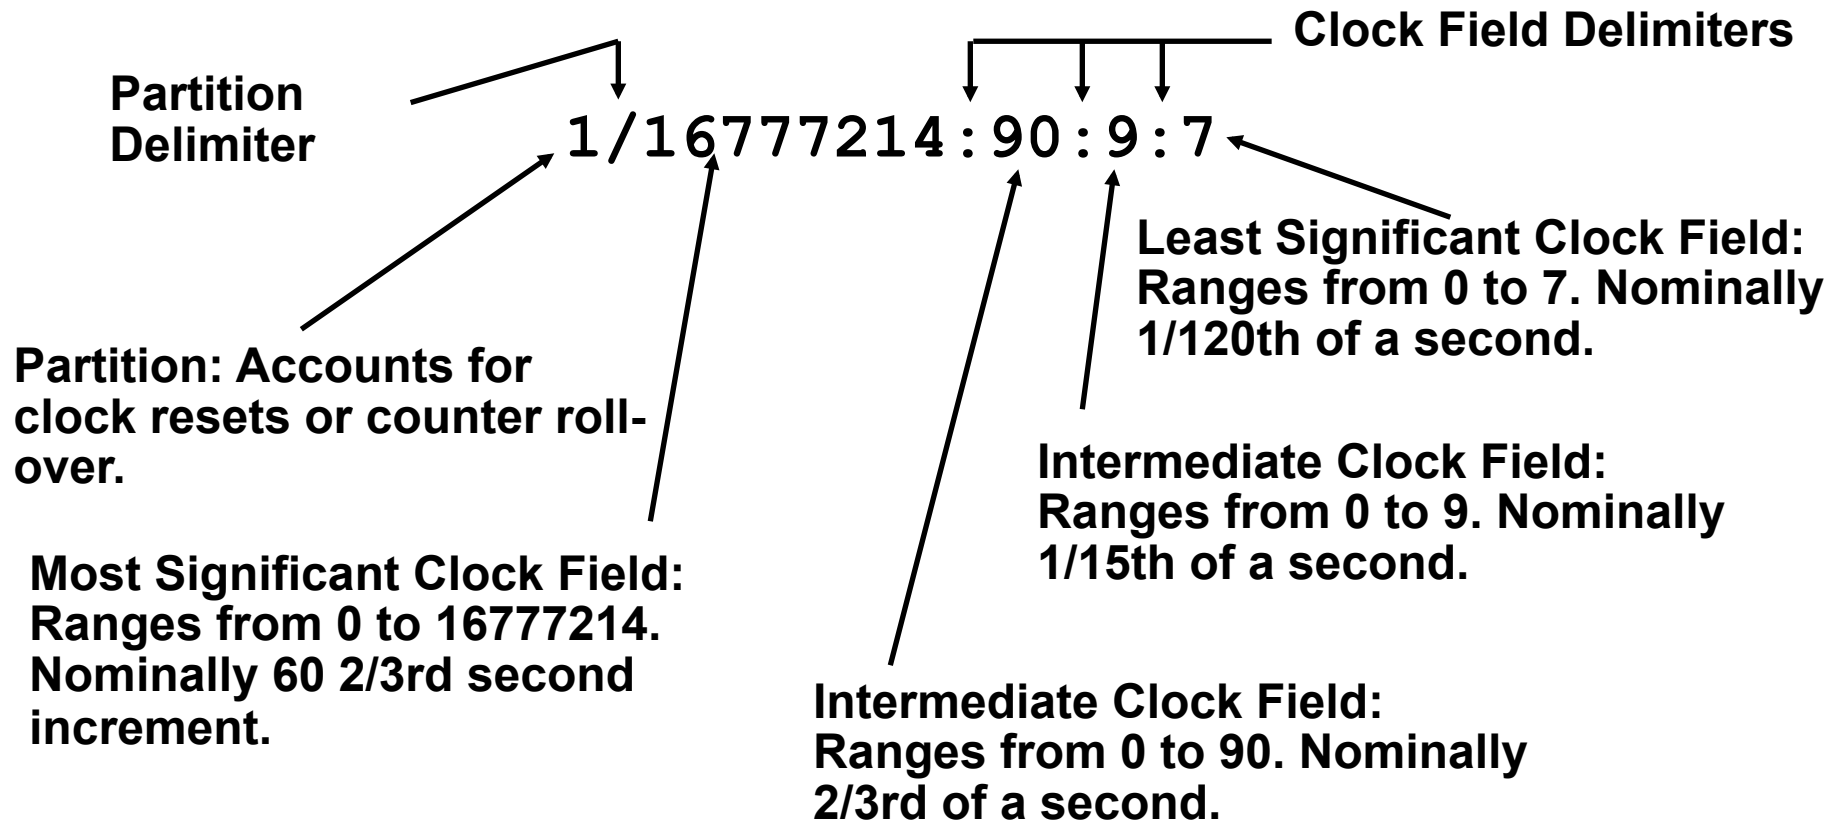 Clock Field Delimiters
Partition
Delimiter
1/16777214:90:9:7
Least Significant Clock Field:
Ranges from 0 to 7. Nominally
1/120th of a second.
Partition: Accounts for
clock resets or counter roll-
over.
Intermediate Clock Field:
Ranges from 0 to 9. Nominally
1/15th of a second.
Most Significant Clock Field:
Ranges from 0 to 16777214.
Nominally 60 2/3rd second
increment.
Intermediate Clock Field:
Ranges from 0 to 90. Nominally
2/3rd of a second.